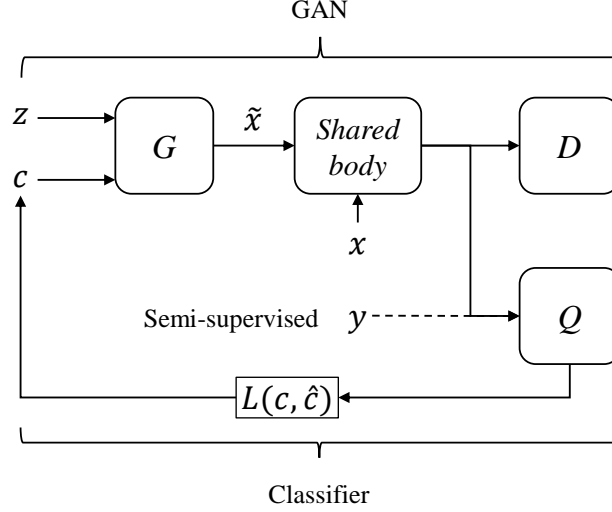 GAN
z
c
G
x̃
Shared
body
D
x
Semi-supervised y
Q
L(c, ĉ)
Classifier